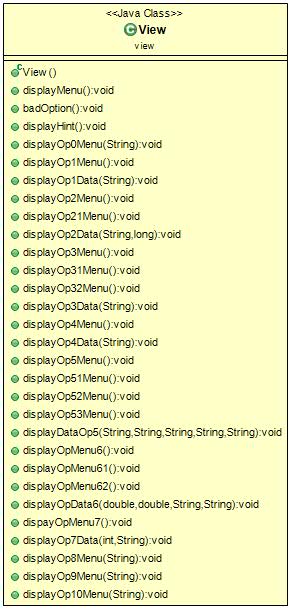 <<Java Class>>
C View
view
C View()
displayMenu():void
badOption():void
displayHint():void
displayOp0Menu(String):void
displayOp1Menu():void
displayOp1Data(String):void
displayOp2Menu():void
displayOp21Menu():void
displayOp2Data(String,long):void
displayOp3Menu():void
displayOp31Menu():void
displayOp32Menu():void
displayOp3Data(String):void
displayOp4Menu():void
displayOp4Data(String):void
displayOp5Menu():void
displayOp51Menu():void
displayOp52Menu():void
displayOp53Menu():void
displayDataOp5(String,String,String,String,String):void
displayOpMenu6():void
displayOpMenu61():void
displayOpMenu62():void
displayOpData6(double,double,String,String):void
dispayOpMenu7():void
displayOp7Data(int,String):void
displayOp8Menu(String):void
displayOp9Menu(String):void
displayOp10Menu(String):void